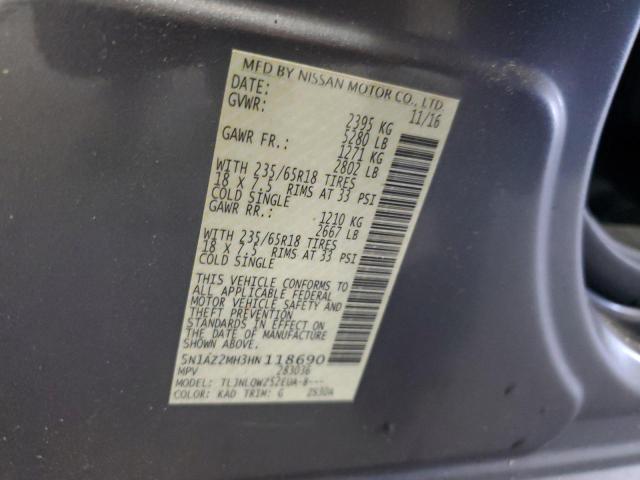 MFD BY NISSAN MOTOR CO., LTD.
DATE: 11/16
GVWR: 2395 KG
5280 LB
GAWR FR.: 1271 KG
2802 LB
WITH 235/65R18 TIRES
18 X 7.5 RIMS AT 33 PSI
COLD SINGLE
GAWR RR.: 1210 KG
2667 LB
WITH 235/65R18 TIRES
18 X 7.5 RIMS AT 33 PSI
COLD SINGLE
THIS VEHICLE CONFORMS TO
ALL APPLICABLE FEDERAL
MOTOR VEHICLE SAFETY AND
THEFT PREVENTION
STANDARDS IN EFFECT ON
THE DATE OF MANUFACTURE
SHOWN ABOVE.
5N1AZ2MH3HN118690
MPV 283036
MODEL: TLJNLQWZ52EUA-8---
COLOR: KAD TRIM: G